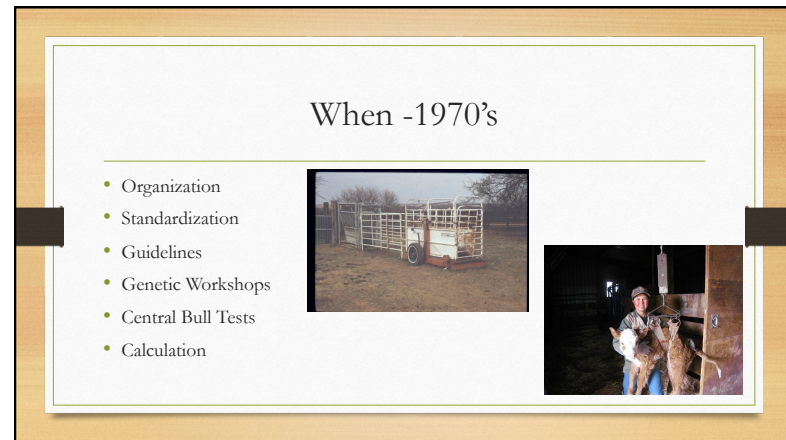 When -1970’s
Organization
Standardization
Guidelines
Genetic Workshops
Central Bull Tests
Calculation